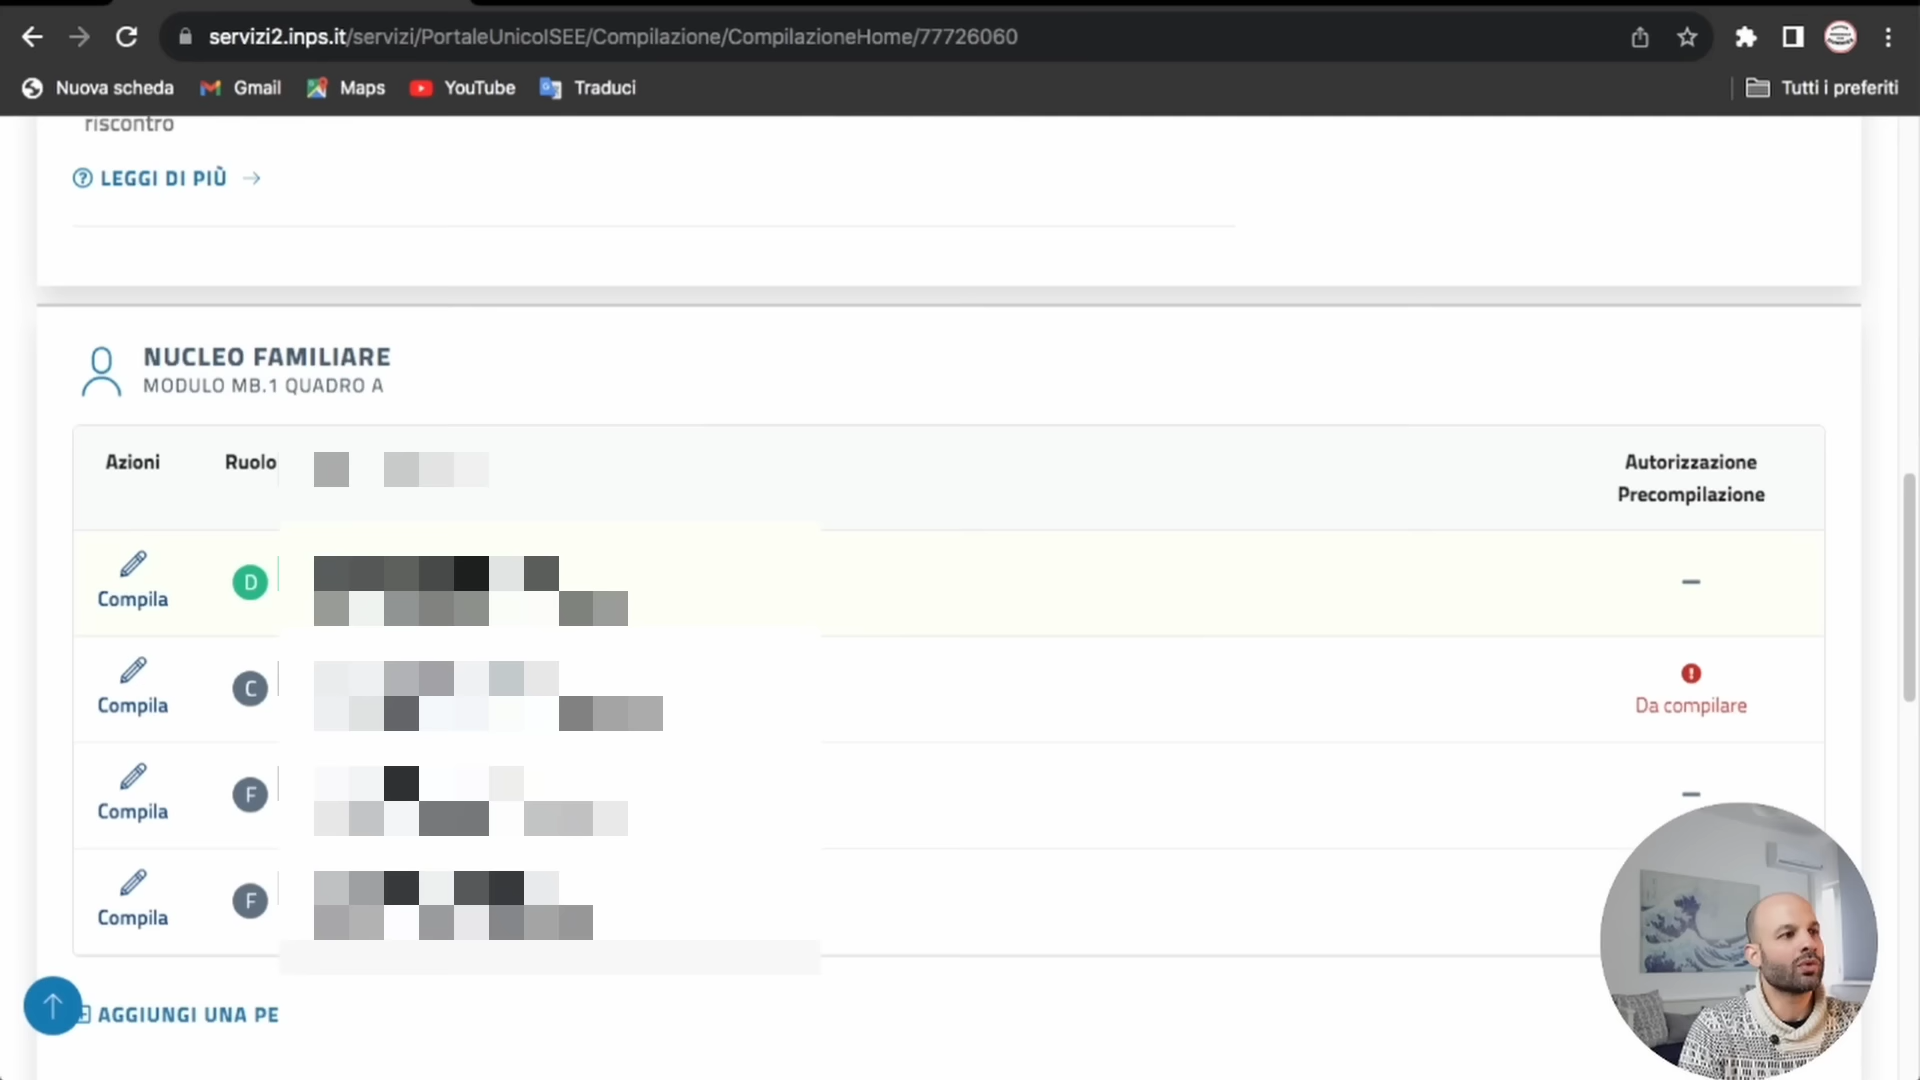 servizi2.inps.it/servizi/PortaleUnicoISEE/Compilazione/CompilazioneHome/77726060
Nuova scheda Gmail Maps YouTube Traduci Tutti i preferiti
riscontro
LEGGI DI PIÙ
NUCLEO FAMILIARE
MODULO MB.1 QUADRO A
Azioni Ruolo Autorizzazione
Precompilazione
D
Compila
C
Compila Da compilare
F
Compila
F
Compila
AGGIUNGI UNA PE